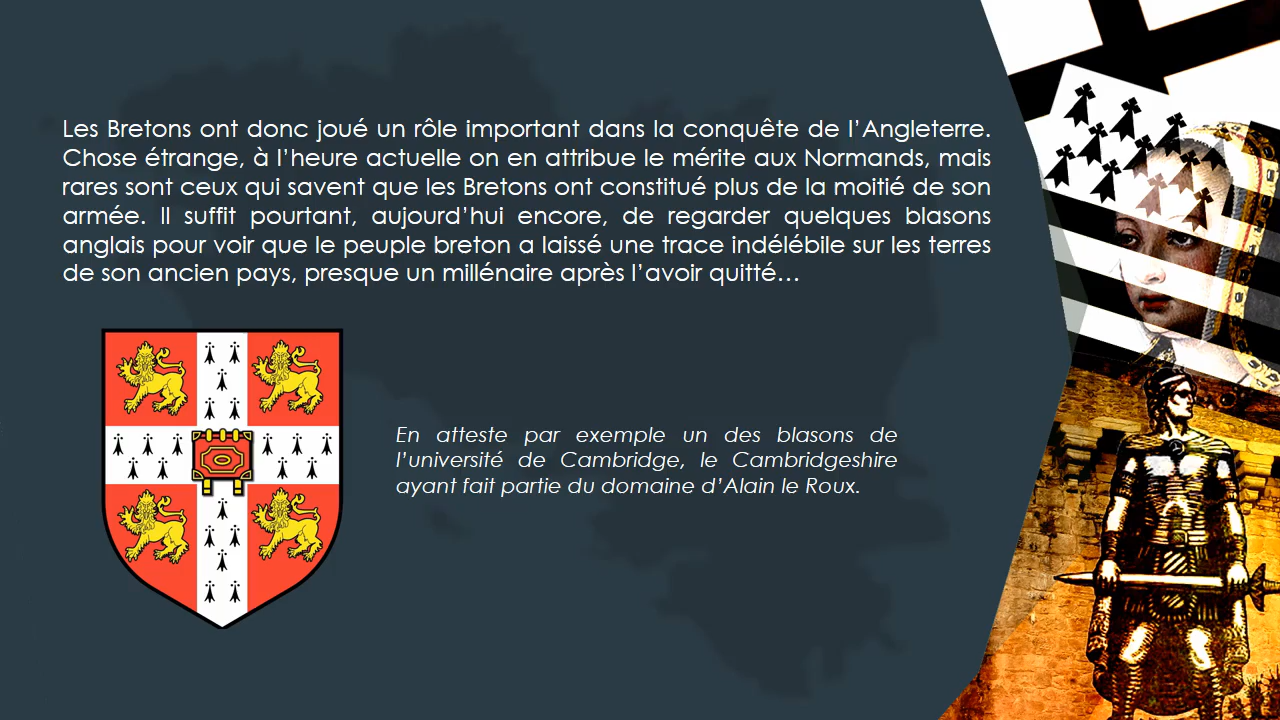 Les Bretons ont donc joué un rôle important dans la conquête de l’Angleterre.
Chose étrange, à l’heure actuelle on en attribue le mérite aux Normands, mais
rares sont ceux qui savent que les Bretons ont constitué plus de la moitié de son
armée. Il suffit pourtant, aujourd’hui encore, de regarder quelques blasons
anglais pour voir que le peuple breton a laissé une trace indélébile sur les terres
de son ancien pays, presque un millénaire après l’avoir quitté…
En atteste par exemple un des blasons de
l’université de Cambridge, le Cambridgeshire
ayant fait partie du domaine d’Alain le Roux.